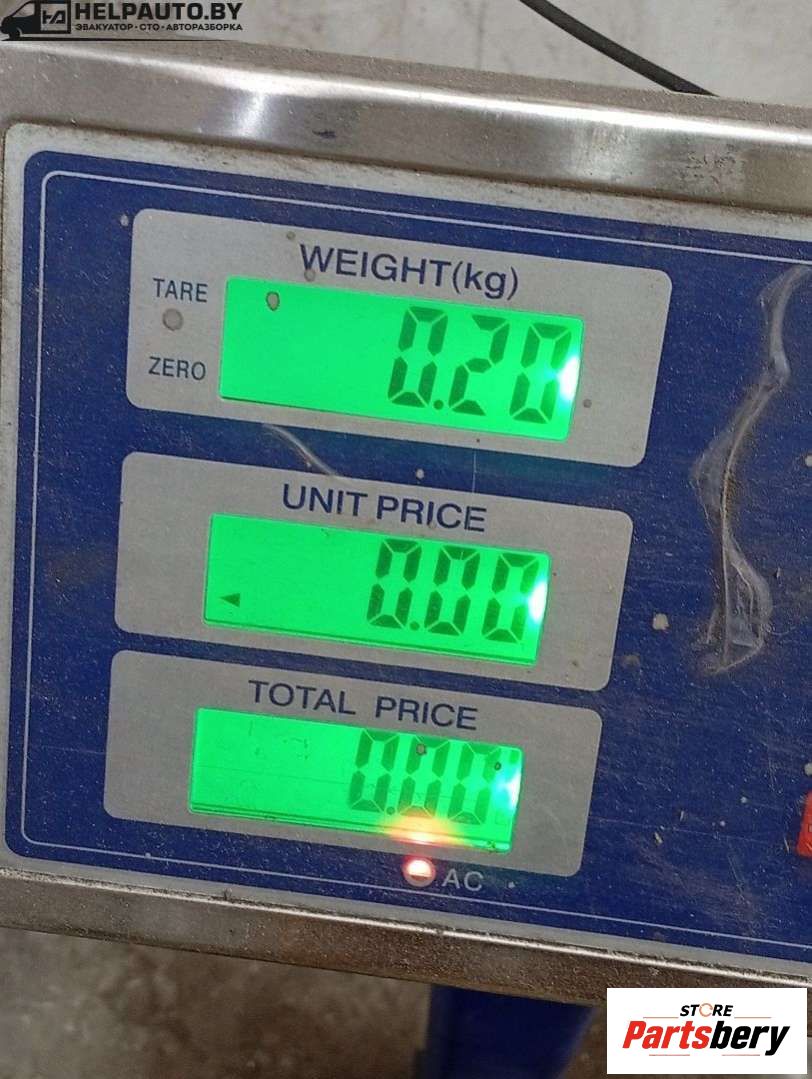 HELPAUTO.BY
ЭВАКУАТОР•СТО•АВТОРАЗБОРКА
WEIGHT(kg)
TARE
ZERO
0.20
UNIT PRICE
0.00
TOTAL PRICE
0.00
AC
STORE
Partsbery